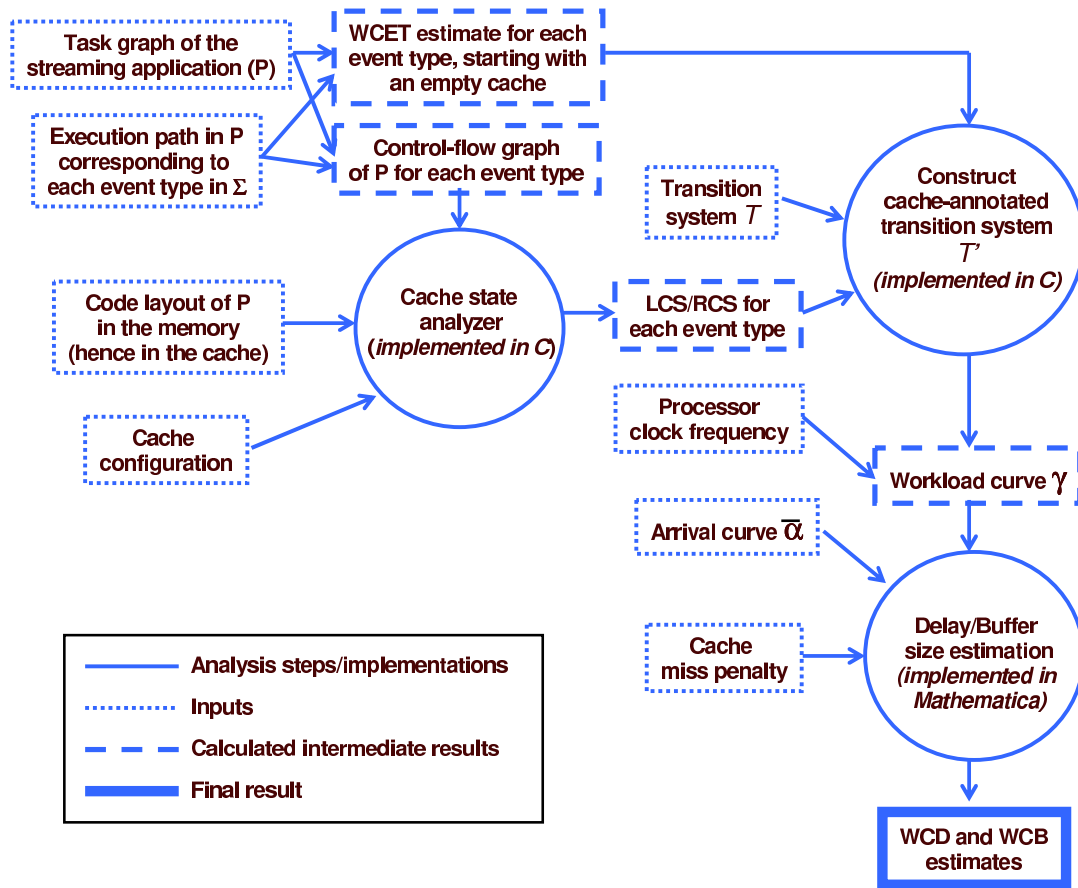 Task graph of the
streaming application (P)
WCET estimate for each
event type, starting with
an empty cache
Execution path in P
corresponding to
each event type in Σ
Control-flow graph
of P for each event type
Transition
system T
Construct
cache-annotated
transition system
T'
(implemented in C)
Code layout of P
in the memory
(hence in the cache)
Cache state
analyzer
(implemented in C)
LCS/RCS for
each event type
Cache
configuration
Processor
clock frequency
Workload curve γ
Arrival curve ᾱ
Cache
miss penalty
Delay/Buffer
size estimation
(implemented in
Mathematica)
Analysis steps/implementations
Inputs
Calculated intermediate results
Final result
WCD and WCB
estimates